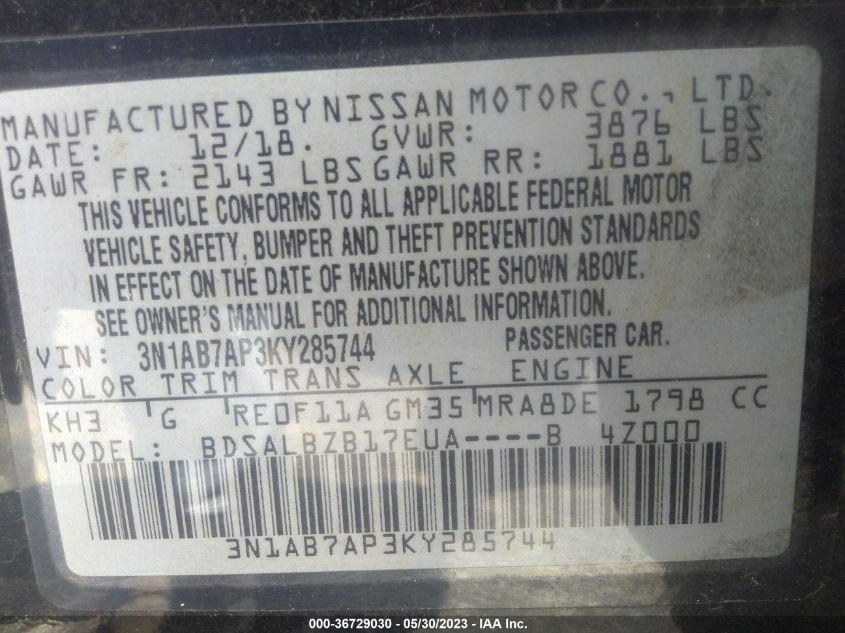 MANUFACTURED BY NISSAN MOTOR CO., LTD.
DATE: 12/18. GVWR: 3876 LBS
GAWR FR: 2143 LBS GAWR RR: 1881 LBS
THIS VEHICLE CONFORMS TO ALL APPLICABLE FEDERAL MOTOR
VEHICLE SAFETY, BUMPER AND THEFT PREVENTION STANDARDS
IN EFFECT ON THE DATE OF MANUFACTURE SHOWN ABOVE.
SEE OWNER'S MANUAL FOR ADDITIONAL INFORMATION.
VIN: 3N1AB7AP3KY285744 PASSENGER CAR.
COLOR TRIM TRANS AXLE ENGINE
KH3 G RE0F11A GM35 MRA8DE 1798 CC
MODEL: BDSALBZB17EUA----B 4Z000
3N1AB7AP3KY285744
000-36729030 - 05/30/2023 - IAA Inc.